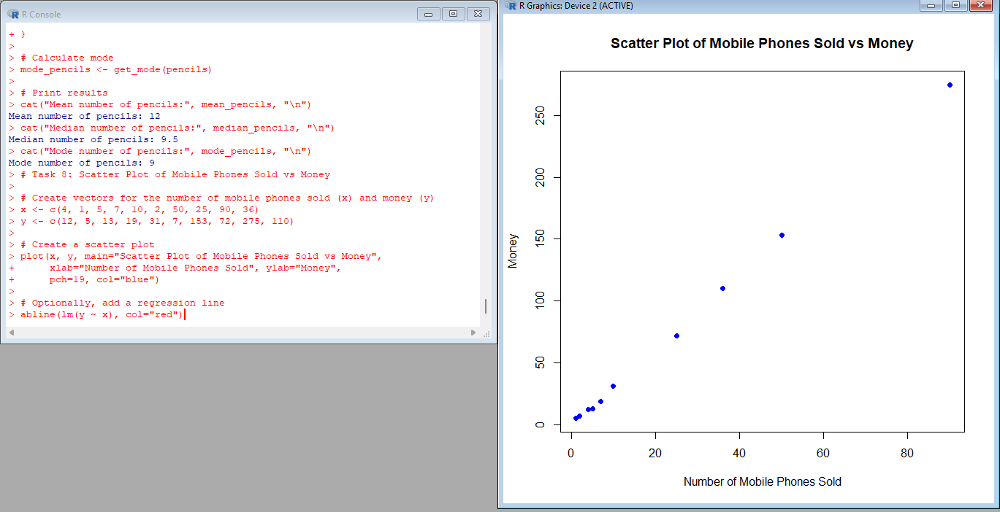 R Console
+ }
>
> # Calculate mode
> mode_pencils <- get_mode(pencils)
>
> # Print results
> cat("Mean number of pencils:", mean_pencils, "\n")
Mean number of pencils: 12
> cat("Median number of pencils:", median_pencils, "\n")
Median number of pencils: 9.5
> cat("Mode number of pencils:", mode_pencils, "\n")
Mode number of pencils: 9
> # Task 8: Scatter Plot of Mobile Phones Sold vs Money
>
> # Create vectors for the number of mobile phones sold (x) and money (y)
> x <- c(4, 1, 5, 7, 10, 2, 50, 25, 90, 36)
> y <- c(12, 5, 13, 19, 31, 7, 153, 72, 275, 110)
>
> # Create a scatter plot
> plot(x, y, main="Scatter Plot of Mobile Phones Sold vs Money",
+      xlab="Number of Mobile Phones Sold", ylab="Money",
+      pch=19, col="blue")
>
> # Optionally, add a regression line
> abline(lm(y ~ x), col="red")
R Graphics: Device 2 (ACTIVE)
Scatter Plot of Mobile Phones Sold vs Money
Money
250
200
150
100
50
0
0 20 40 60 80
Number of Mobile Phones Sold